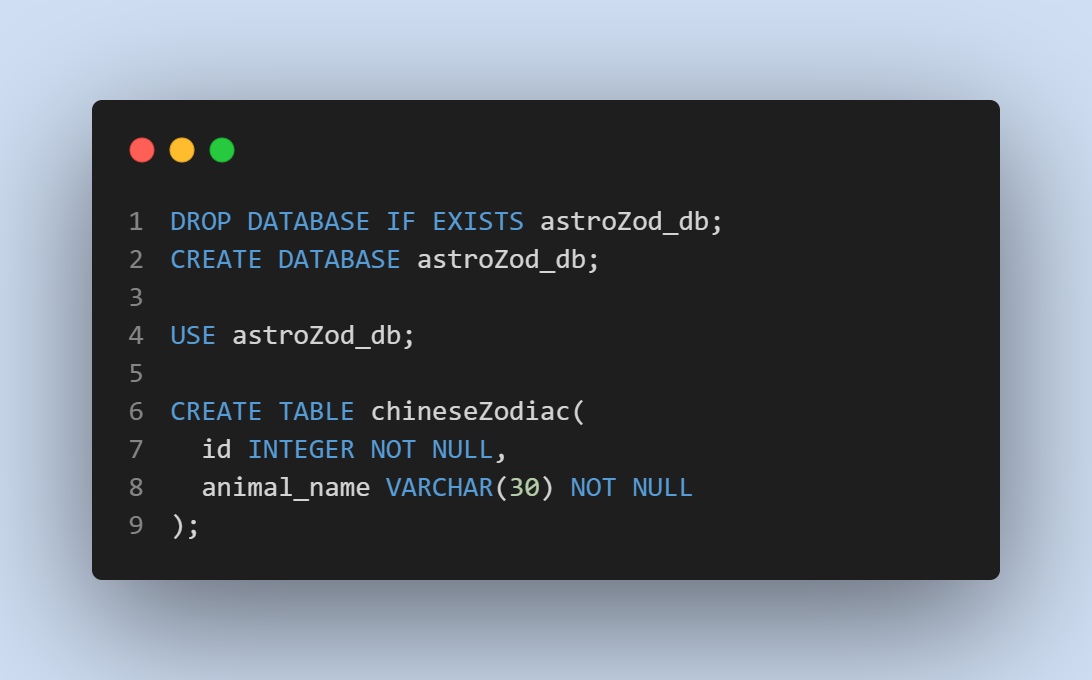 1 DROP DATABASE IF EXISTS astroZod_db;
2 CREATE DATABASE astroZod_db;
3
4 USE astroZod_db;
5
6 CREATE TABLE chineseZodiac(
7   id INTEGER NOT NULL,
8   animal_name VARCHAR(30) NOT NULL
9 );